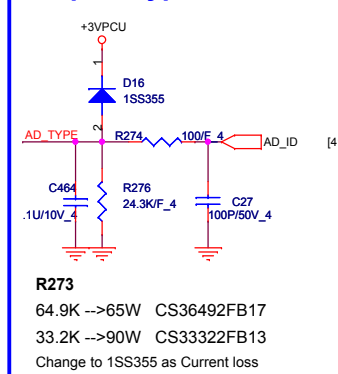 +3VPCU
1
D16
1SS355
2
AD_TYPE
R274
100/F_4
AD_ID
[4
C464
.1U/10V_4
R276
24.3K/F_4
C27
100P/50V_4
R273
64.9K -->65W CS36492FB17
33.2K -->90W CS33322FB13
Change to 1SS355 as Current loss